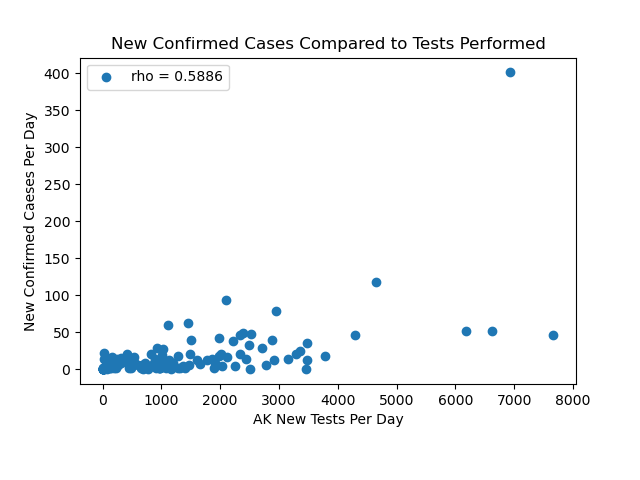 New Confirmed Cases Compared to Tests Performed
rho = 0.5886
400
350
300
250
200
150
100
50
0
New Confirmed Caeses Per Day
0 1000 2000 3000 4000 5000 6000 7000 8000
AK New Tests Per Day